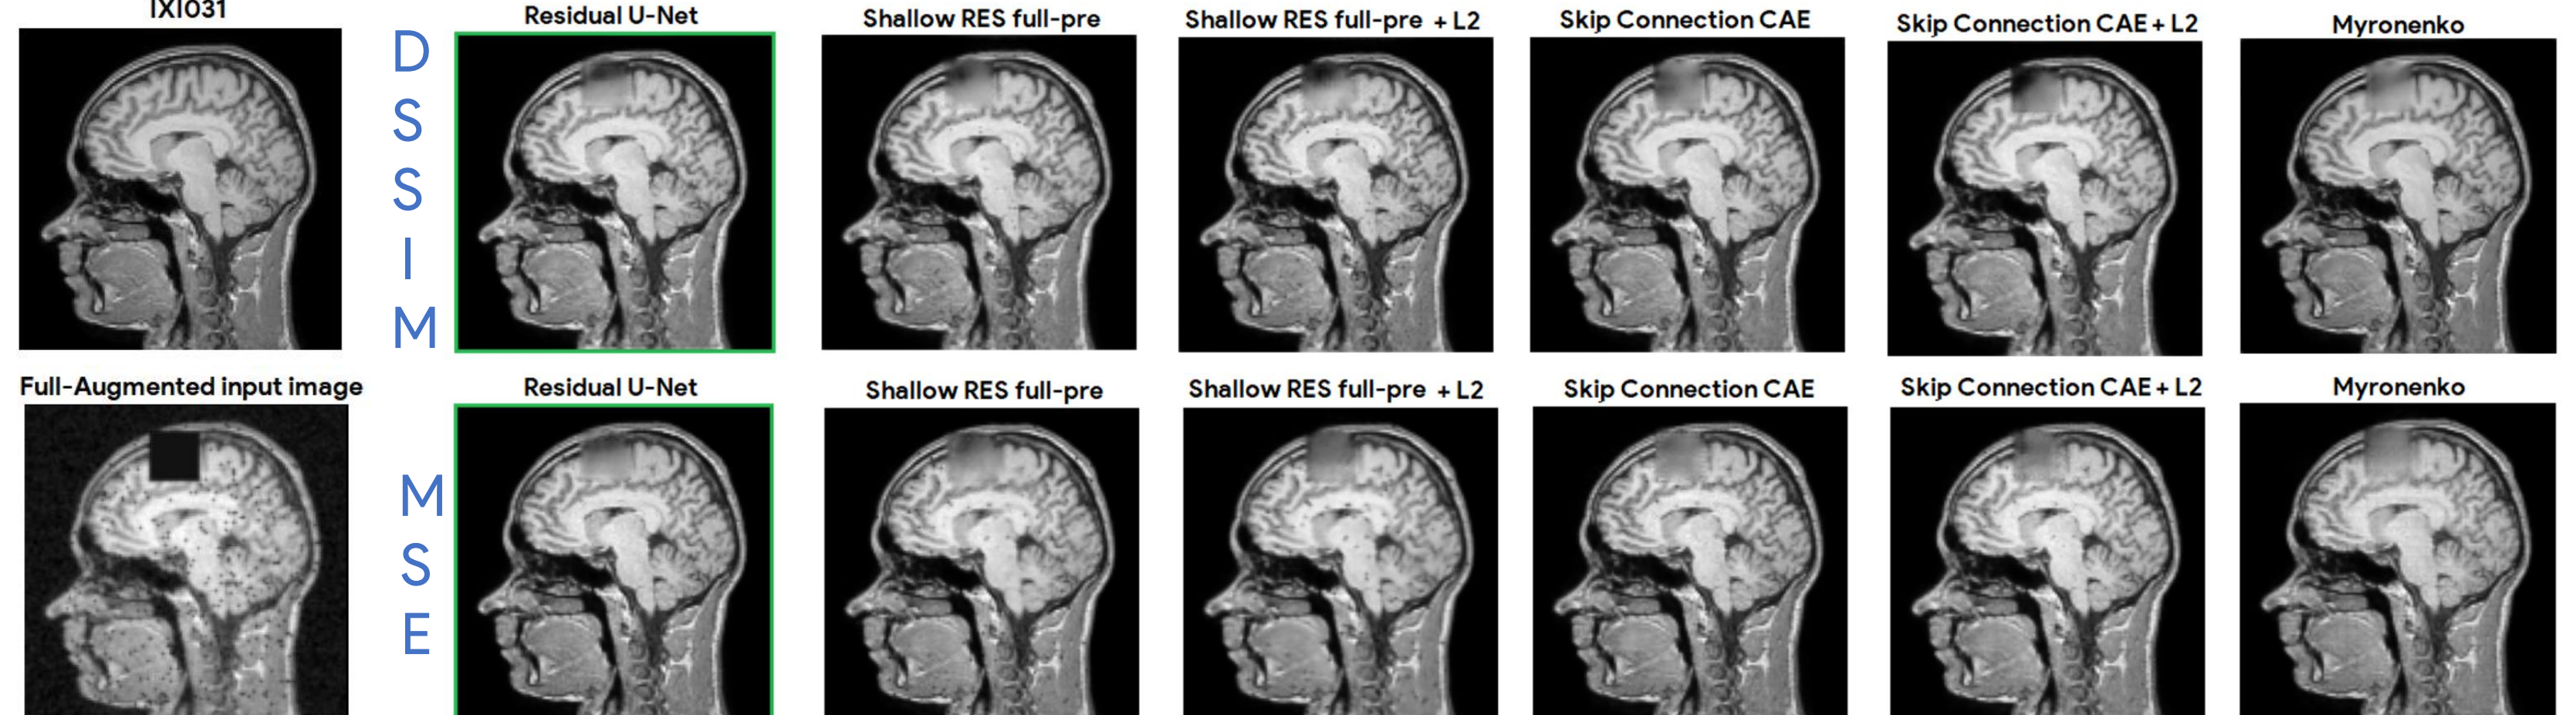 IXI031
Residual U-Net
Shallow RES full-pre
Shallow RES full-pre + L2
Skip Connection CAE
Skip Connection CAE + L2
Myronenko
D
S
S
I
M
Full-Augmented input image
Residual U-Net
Shallow RES full-pre
Shallow RES full-pre + L2
Skip Connection CAE
Skip Connection CAE + L2
Myronenko
M
S
E